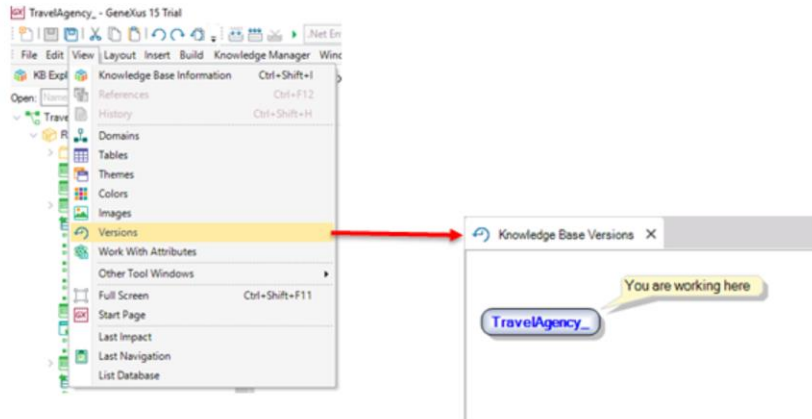 TravelAgency_ - GeneXus 15 Trial
.Net En
File Edit View Layout Insert Build Knowledge Manager Wind
KB Expl
Knowledge Base Information Ctrl+Shift+I
Open: Name
References Ctrl+F12
History Ctrl+Shift+H
Trave
Domains
R
Tables
Themes
Colors
Images
Versions
Work With Attributes
Other Tool Windows
Full Screen Ctrl+Shift+F11
Start Page
Last Impact
Last Navigation
List Database
Knowledge Base Versions X
You are working here
TravelAgency_